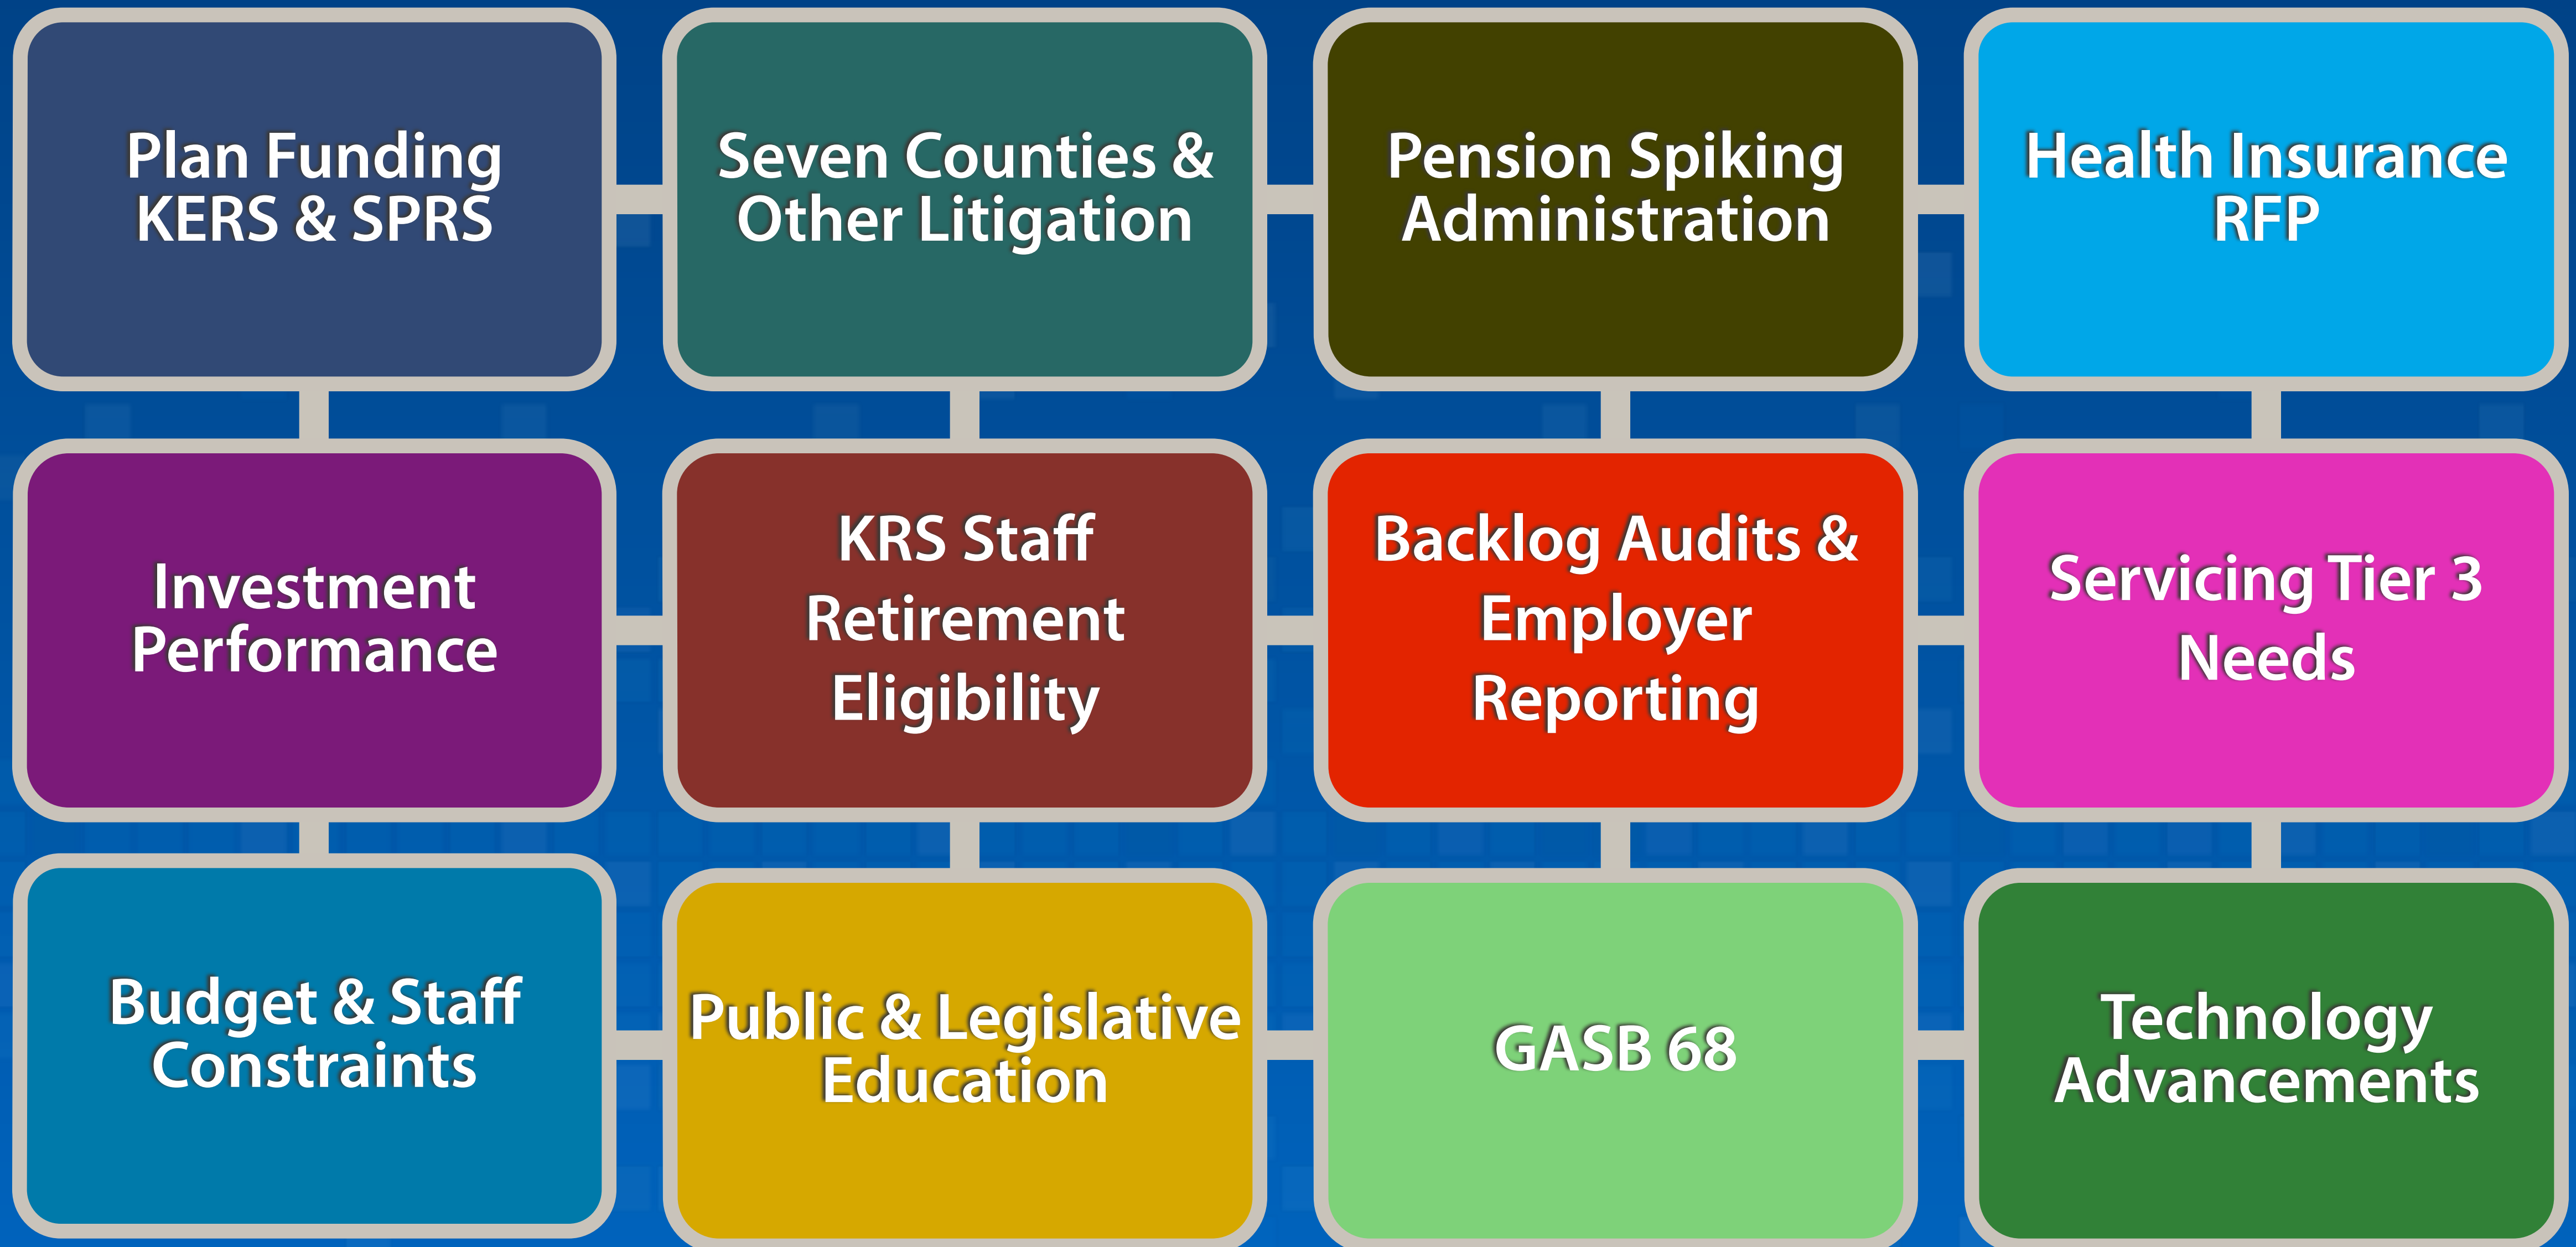 Plan Funding
KERS & SPRS
Seven Counties &
Other Litigation
Pension Spiking
Administration
Health Insurance
RFP
Investment
Performance
KRS Staff
Retirement
Eligibility
Backlog Audits &
Employer
Reporting
Servicing Tier 3
Needs
Budget & Staff
Constraints
Public & Legislative
Education
GASB 68
Technology
Advancements